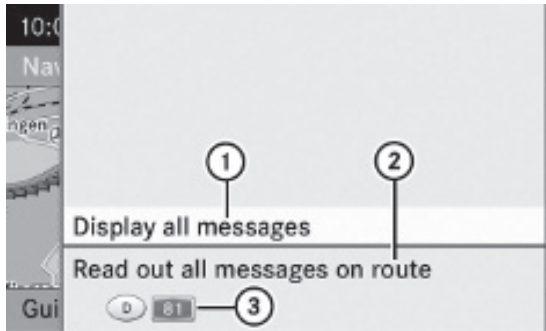 10:0
Nav
ngen
1 2
Display all messages
Read out all messages on route
Gui D 81 3